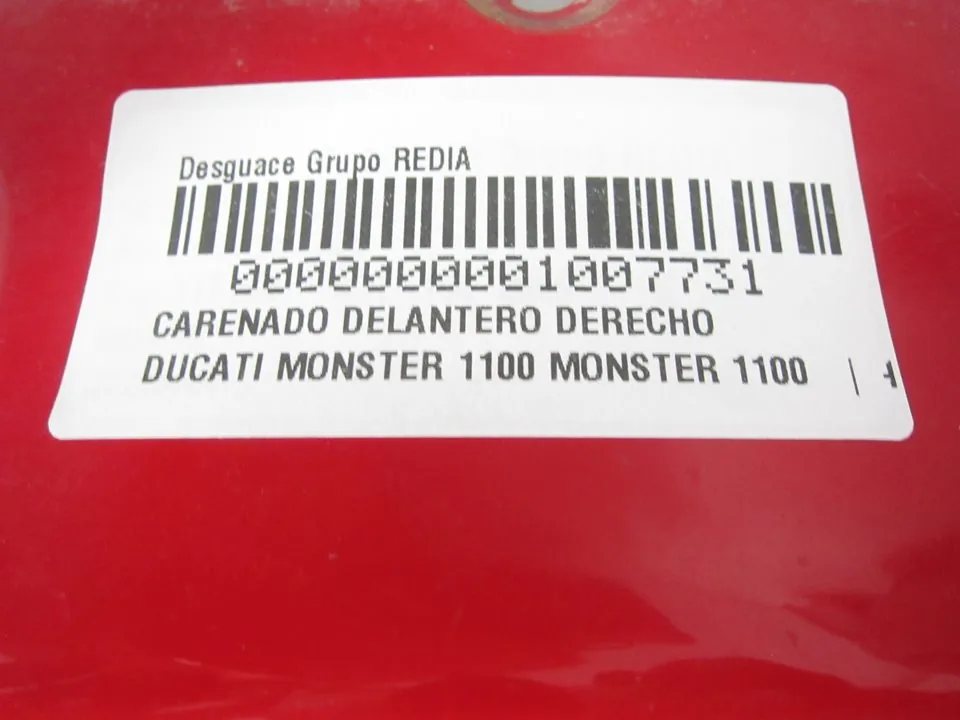 Desguace Grupo REDIA
0000000001007731
CARENADO DELANTERO DERECHO
DUCATI MONSTER 1100 MONSTER 1100 |